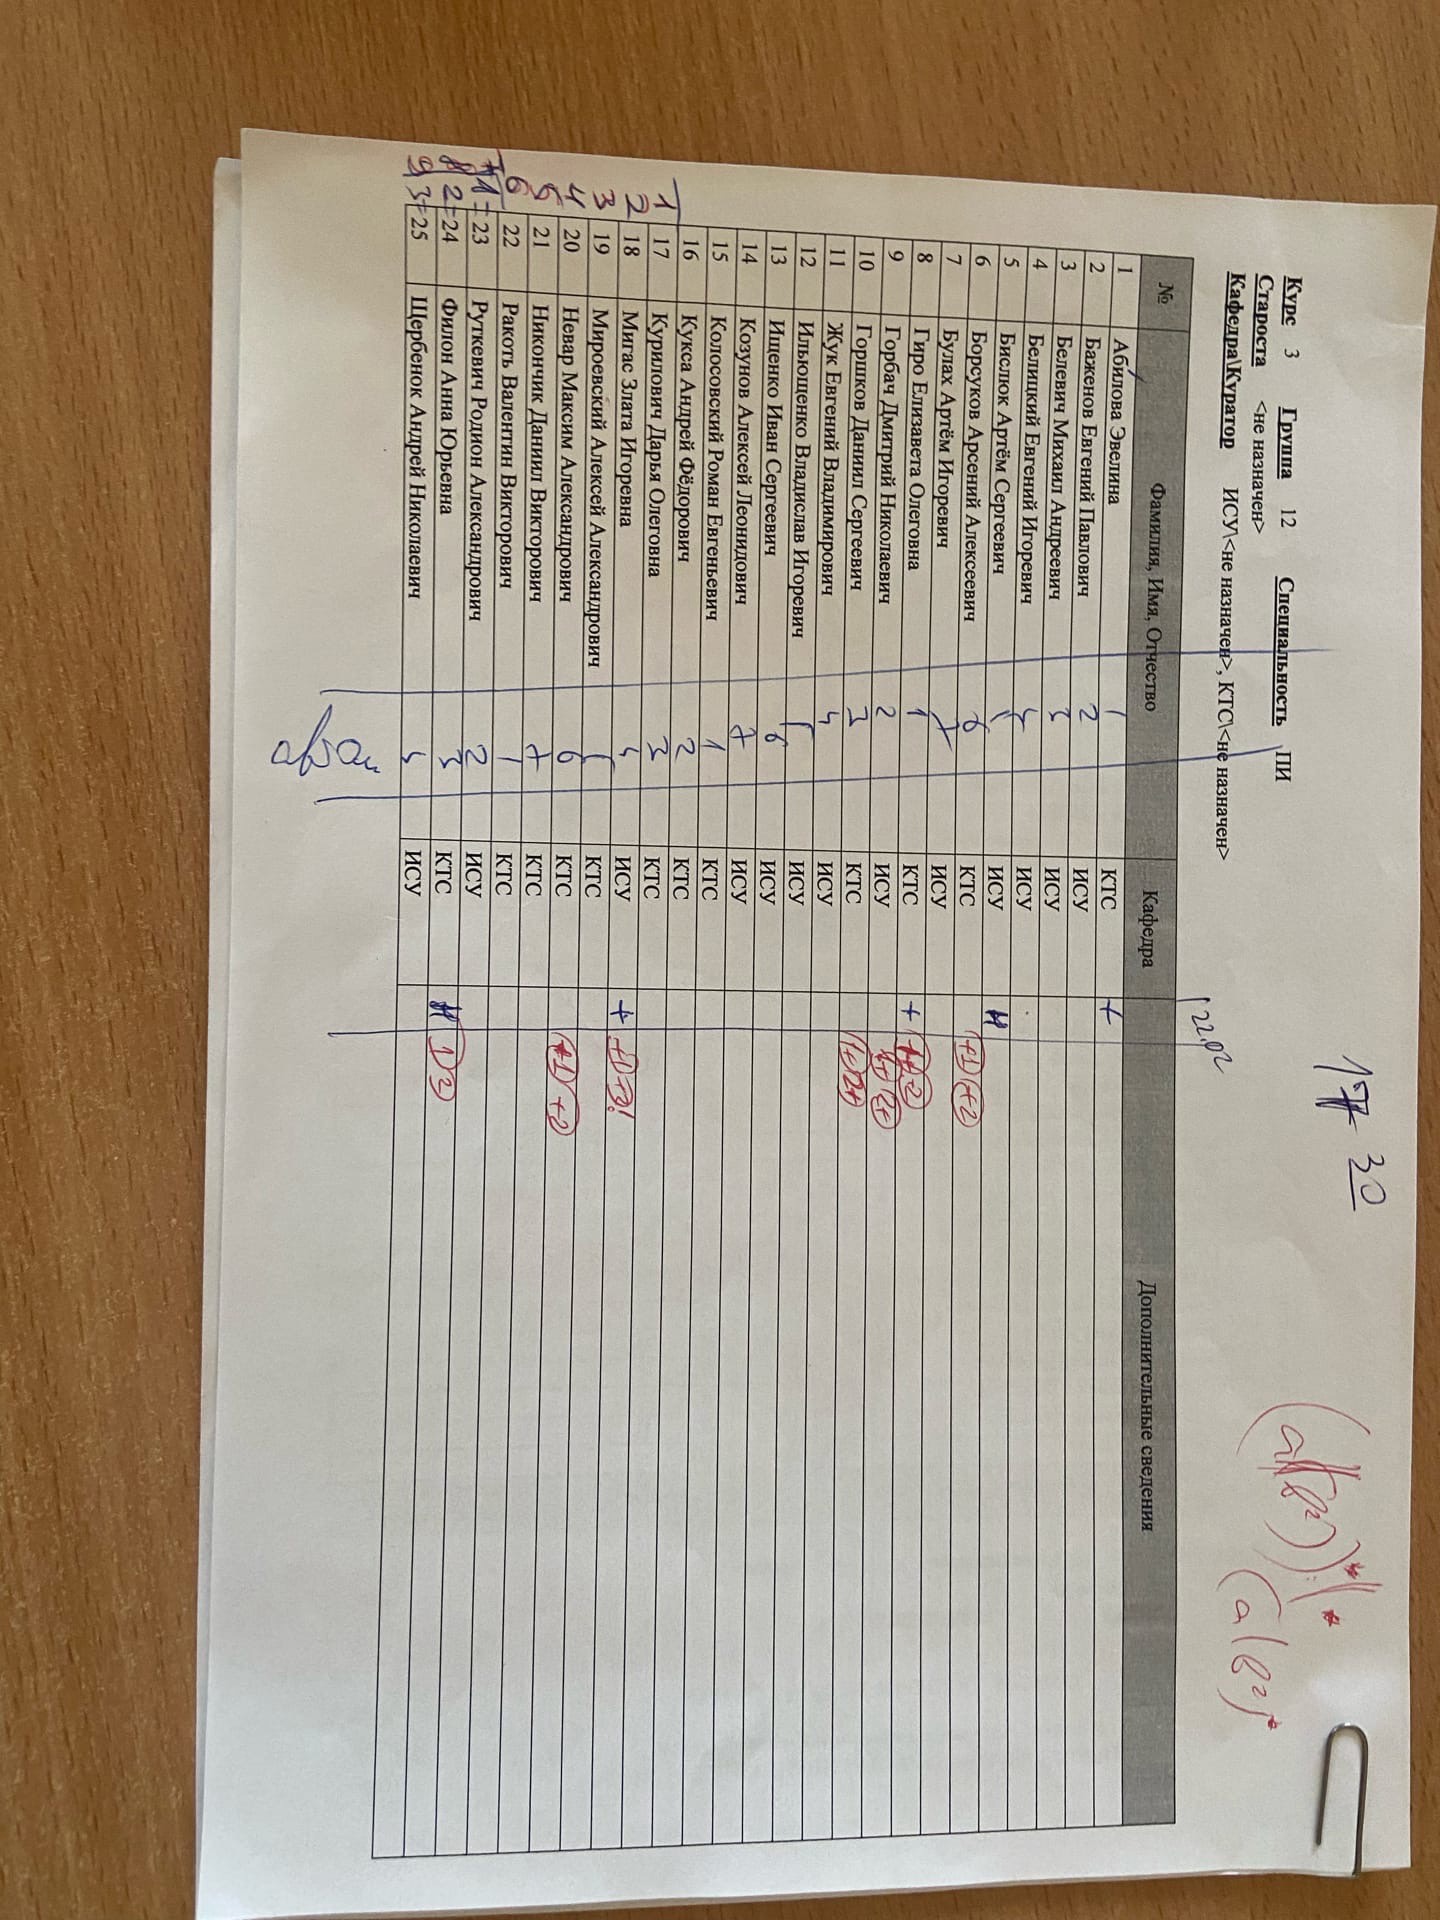 17 30
(a|b²)*
(a|b²)*
Курс 3 Группа 12 Специальность ПИ
Староста <не назначен>
Кафедра\Куратор ИСУ\<не назначен>, КТС\<не назначен>
22.02
№ Фамилия, Имя, Отчество Кафедра Дополнительные сведения
1 Абилова Эвелина 1 КТС +
2 Баженов Евгений Павлович 2 ИСУ
3 Белевич Михаил Андреевич 3 ИСУ
4 Белицкий Евгений Игоревич 4 ИСУ
5 Бислюк Артём Сергеевич 5 ИСУ Н
6 Борсуков Арсений Алексеевич 6 КТС +1 +2
7 Булах Артём Игоревич 7 ИСУ
8 Гиро Елизавета Олеговна 1 КТС + 1+ +2
9 Горбач Дмитрий Николаевич 2 ИСУ 1+ 2+
10 Горшков Даниил Сергеевич 3 КТС 1+ 2+
11 Жук Евгений Владимирович 4 ИСУ
12 Ильющенко Владислав Игоревич 5 ИСУ
13 Ищенко Иван Сергеевич 6 ИСУ
14 Козунов Алексей Леонидович 7 ИСУ
15 Колосовский Роман Евгеньевич 1 КТС
16 Кукса Андрей Фёдорович 2 КТС
1 17 Курилович Дарья Олеговна 3 КТС
2 18 Мигас Злата Игоревна 4 ИСУ + +1
3 19 Мироевский Алексей Александрович 5 КТС
4 20 Невар Максим Александрович 6 КТС +1 +2
5 21 Никончик Даниил Викторович 7 КТС
6 22 Ракоть Валентин Викторович 1 КТС
7 1 = 23 Руткевич Родион Александрович 2 ИСУ
8 2 = 24 Филон Анна Юрьевна 3 КТС Н 1 2
9 3 = 25 Щербенок Андрей Николаевич 4 ИСУ